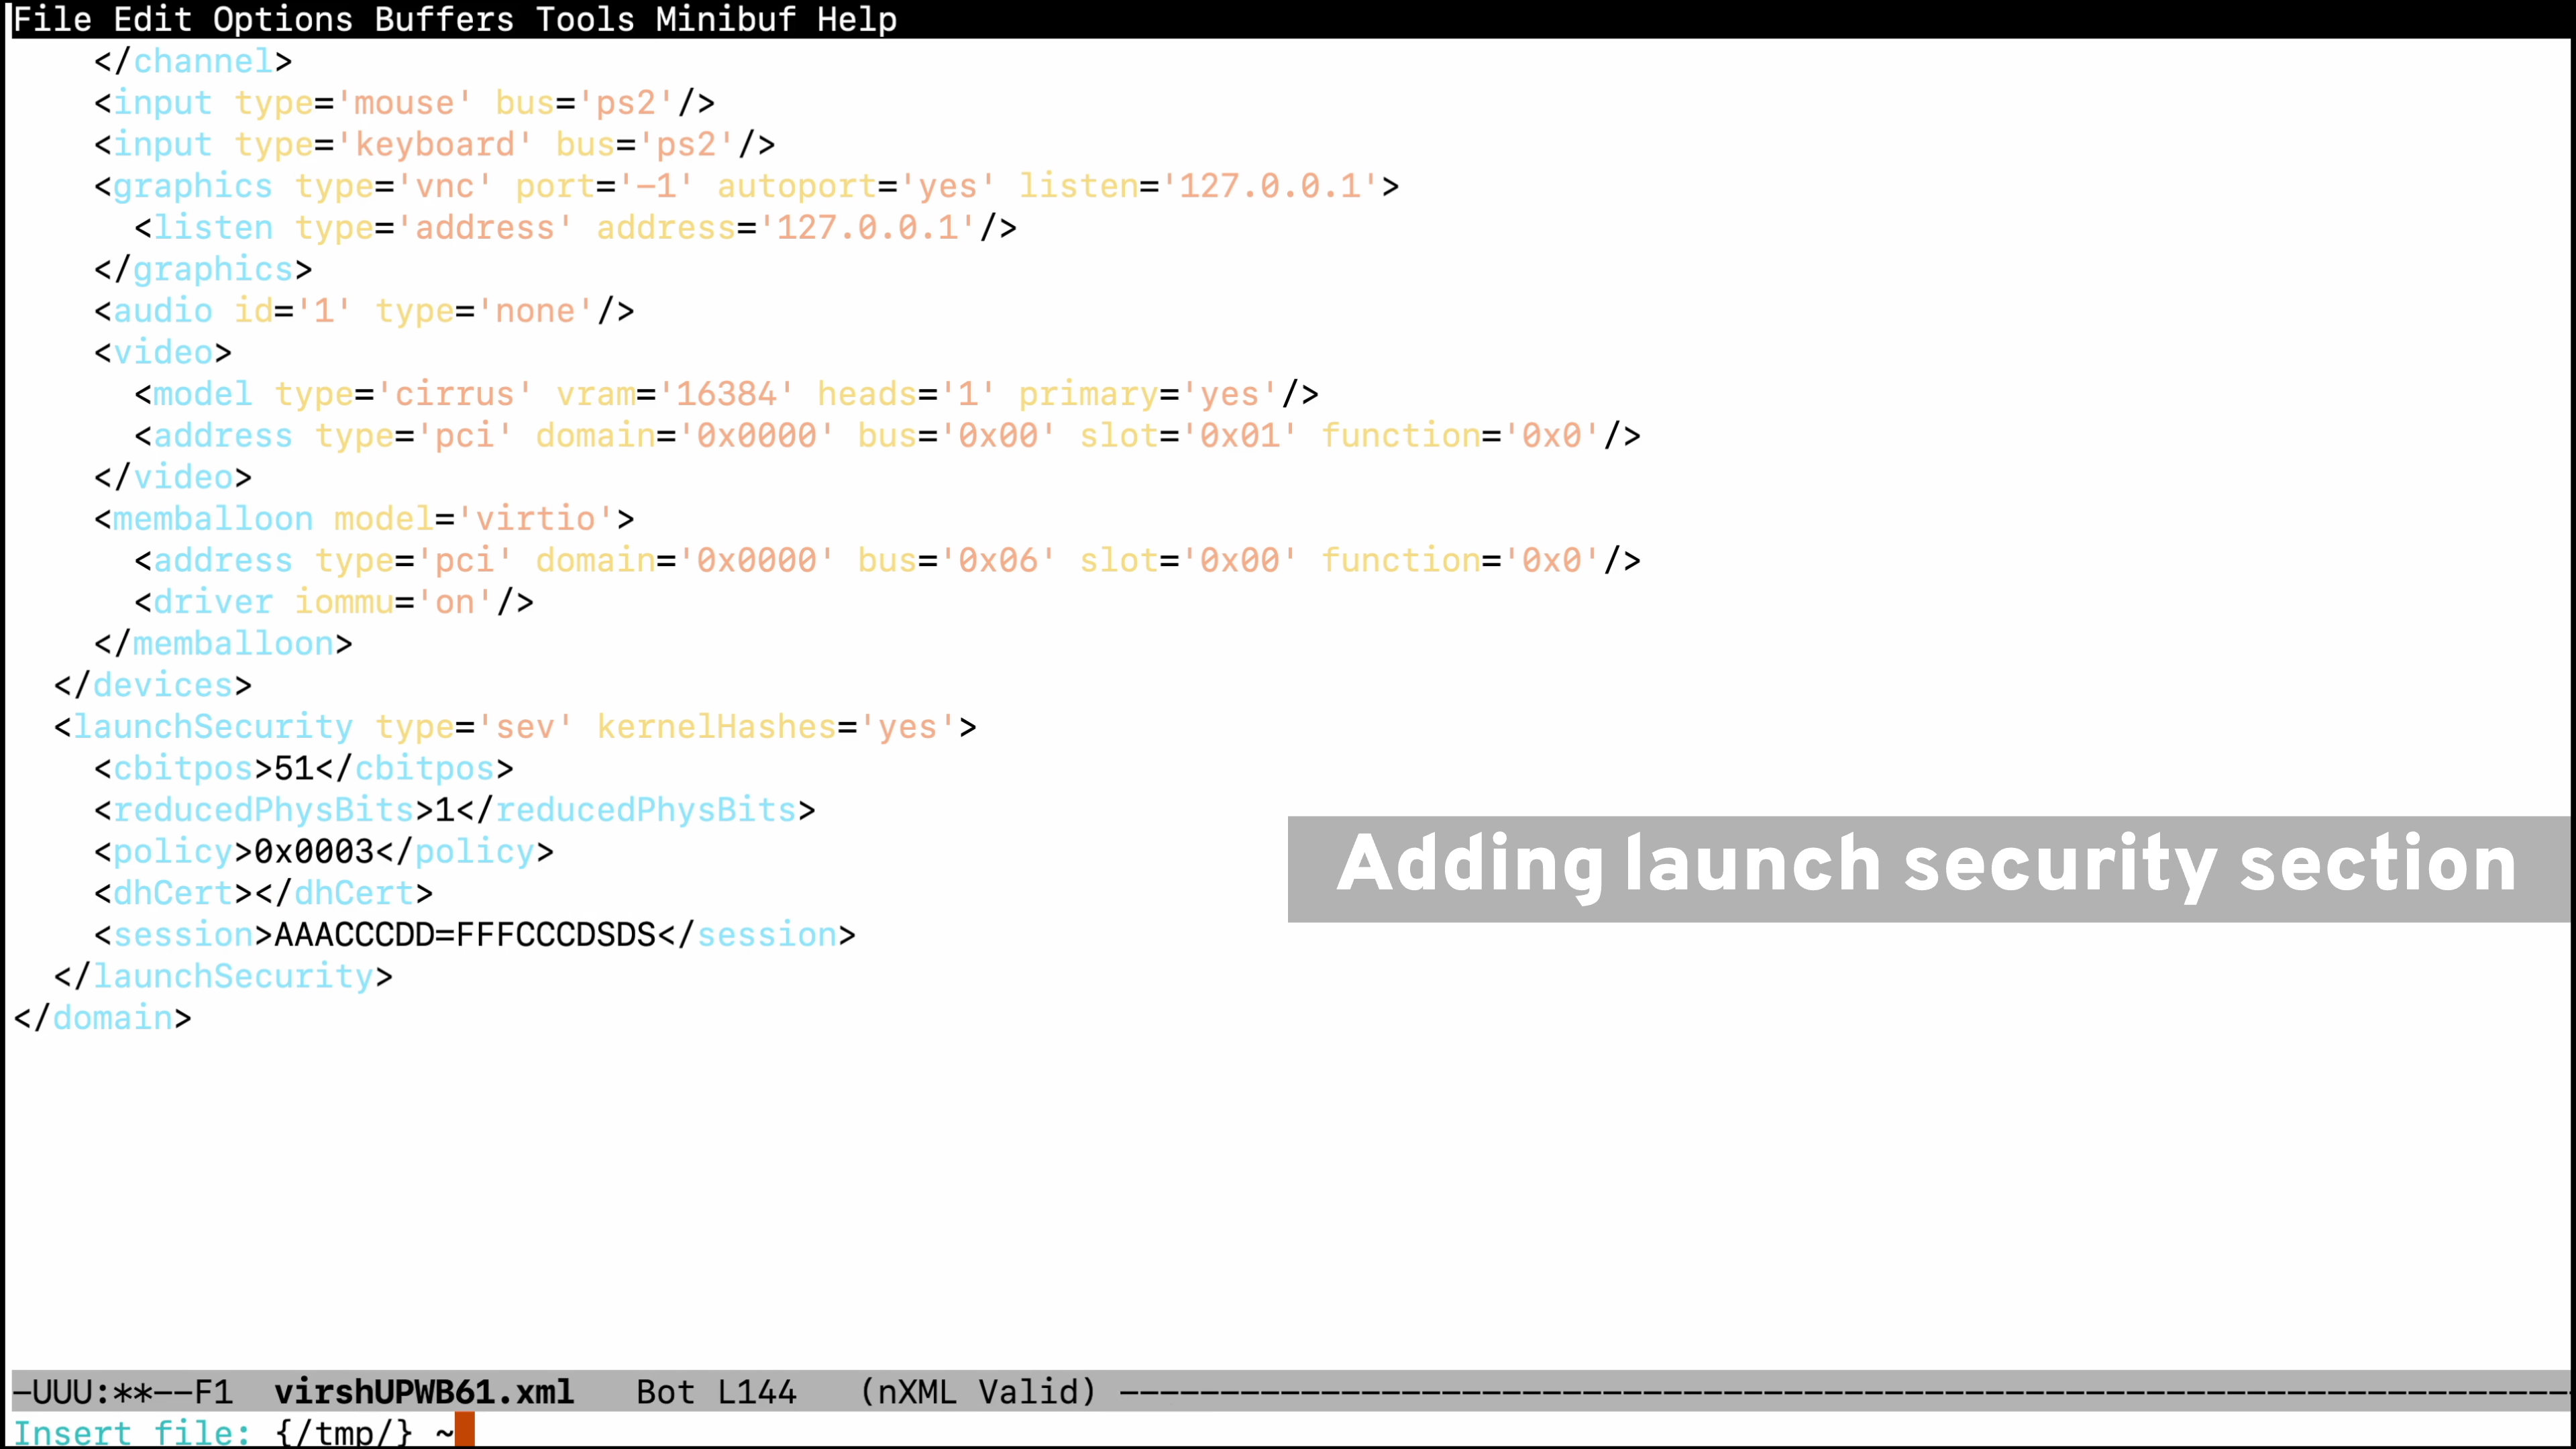 File Edit Options Buffers Tools Minibuf Help
    </channel>
    <input type='mouse' bus='ps2'/>
    <input type='keyboard' bus='ps2'/>
    <graphics type='vnc' port='-1' autoport='yes' listen='127.0.0.1'>
      <listen type='address' address='127.0.0.1'/>
    </graphics>
    <audio id='1' type='none'/>
    <video>
      <model type='cirrus' vram='16384' heads='1' primary='yes'/>
      <address type='pci' domain='0x0000' bus='0x00' slot='0x01' function='0x0'/>
    </video>
    <memballoon model='virtio'>
      <address type='pci' domain='0x0000' bus='0x06' slot='0x00' function='0x0'/>
      <driver iommu='on'/>
    </memballoon>
  </devices>
  <launchSecurity type='sev' kernelHashes='yes'>
    <cbitpos>51</cbitpos>
    <reducedPhysBits>1</reducedPhysBits>
    <policy>0x0003</policy>
    <dhCert></dhCert>
    <session>AAACCCDD=FFFCCCDSDS</session>
  </launchSecurity>
</domain>
Adding launch security section
-UUU:**--F1  virshUPWB61.xml   Bot L144   (nXML Valid) -------------------------------------------------------------------------
Insert file: {/tmp/} ~